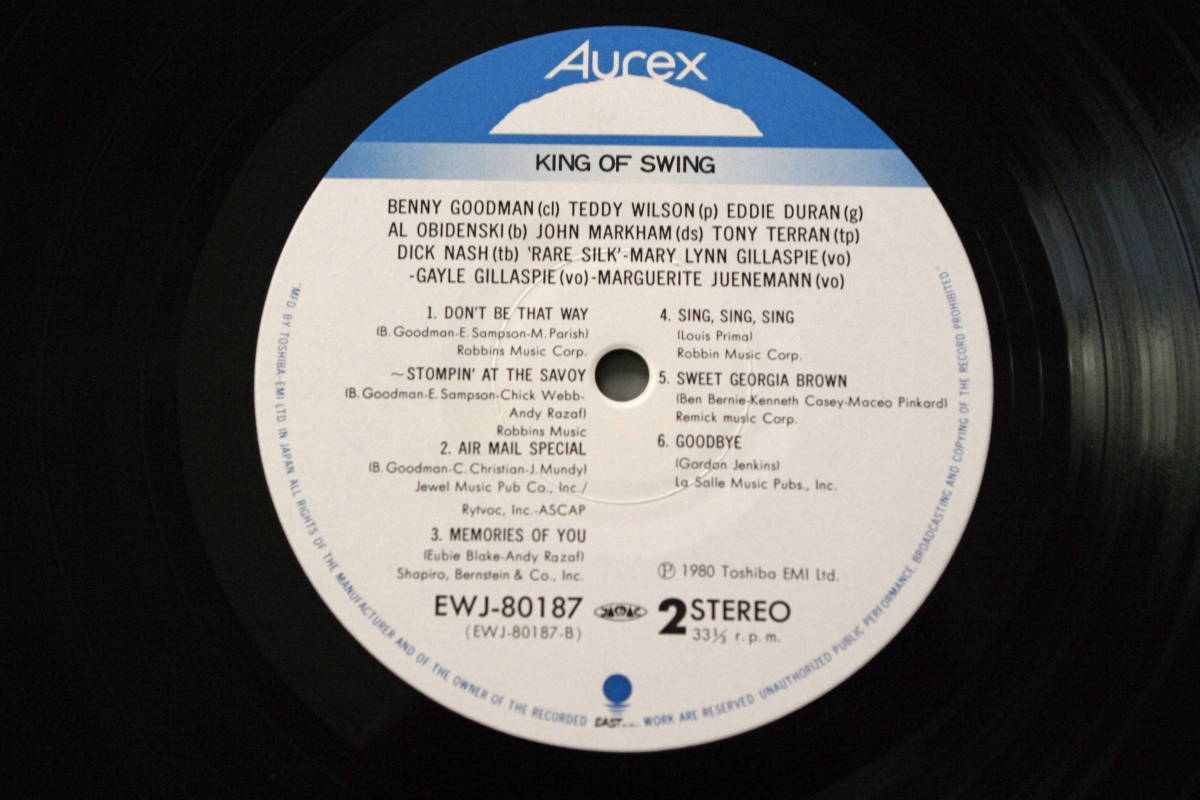 Aurex
KING OF SWING
BENNY GOODMAN(cl) TEDDY WILSON(p) EDDIE DURAN(g)
AL OBIDENSKI(b) JOHN MARKHAM(ds) TONY TERRAN(tp)
DICK NASH(tb) 'RARE SILK'-MARY LYNN GILLASPIE(vo)
-GAYLE GILLASPIE(vo)-MARGUERITE JUENEMANN(vo)
1. DON'T BE THAT WAY
(B. Goodman-E. Sampson-M. Parish)
Robbins Music Corp.
~STOMPIN' AT THE SAVOY
(B. Goodman-E. Sampson-Chick Webb-
Andy Razaf)
Robbins Music
2. AIR MAIL SPECIAL
(B. Goodman-C. Christian-J. Mundy)
Jewel Music Pub Co., Inc./
Rytvoc, Inc.-ASCAP
3. MEMORIES OF YOU
(Eubie Blake-Andy Razaf)
Shapiro, Bernstein & Co., Inc.
4. SING, SING, SING
(Louis Prima)
Robbin Music Corp.
5. SWEET GEORGIA BROWN
(Ben Bernie-Kenneth Casey-Maceo Pinkard)
Remick music Corp.
6. GOODBYE
(Gordon Jenkins)
La Salle Music Pubs., Inc.
℗ 1980 Toshiba EMI Ltd.
EWJ-80187 JASRAC 2 STEREO
(EWJ-80187-B) 33⅓ r.p.m.
EAST
"MFD BY TOSHIBA-EMI LTD IN JAPAN ALL RIGHTS OF THE MANUFACTURER AND OF THE OWNER OF THE RECORDED WORK ARE RESERVED. UNAUTHORIZED PUBLIC PERFORMANCE, BROADCASTING AND COPYING OF THE RECORD PROHIBITED"